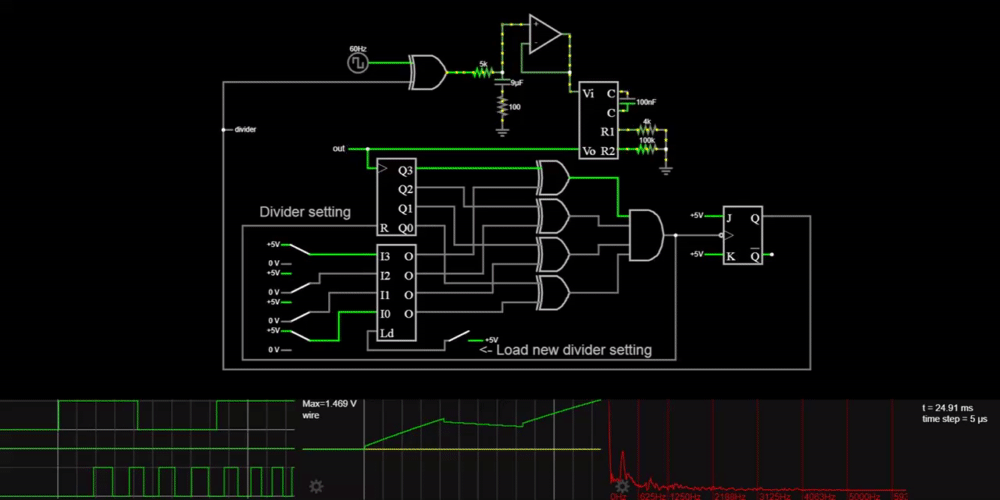 60Hz
5k
+
-
9µF
100
Vi
C
100nF
C
4k
R1
100k
Vo R2
divider
out
Q3
Q2
Q1
R Q0
Divider setting
+5V
0 V
+5V
0 V
+5V
0 V
+5V
0 V
I3 O
I2 O
I1 O
I0 O
Ld
+5V
<- Load new divider setting
+5V
J Q
+5V
K Q
Max=1.469 V
wire
t = 24.91 ms
time step = 5 µs
0Hz 625Hz 1250Hz 2188Hz 3125Hz 4063Hz 5000Hz